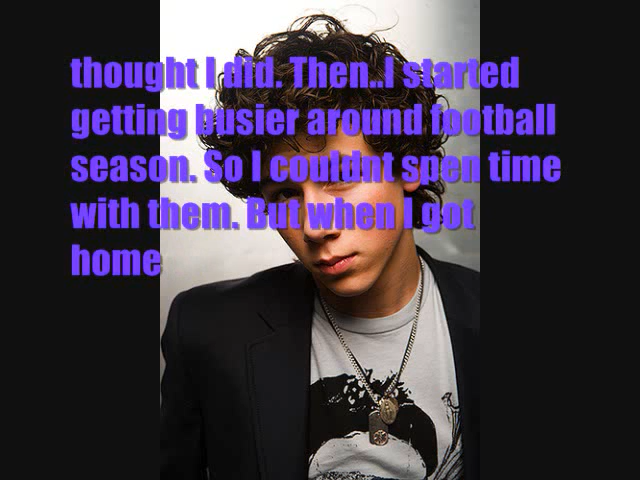 thought I did. Then..I started
getting busier around football
season. So I couldnt spen time
with them. But when I got
home